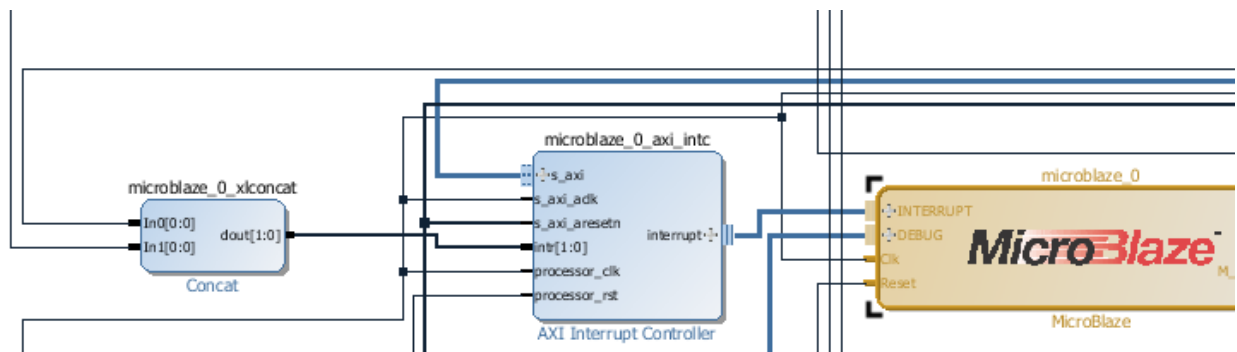 microblaze_0_xlconcat
In0[0:0]
In1[0:0]
dout[1:0]
Concat
microblaze_0_axi_intc
s_axi
s_axi_aclk
s_axi_aresetn
intr[1:0]
processor_clk
processor_rst
interrupt
AXI Interrupt Controller
microblaze_0
INTERRUPT
DEBUG
Clk
Reset
MicroBlaze
M_
MicroBlaze